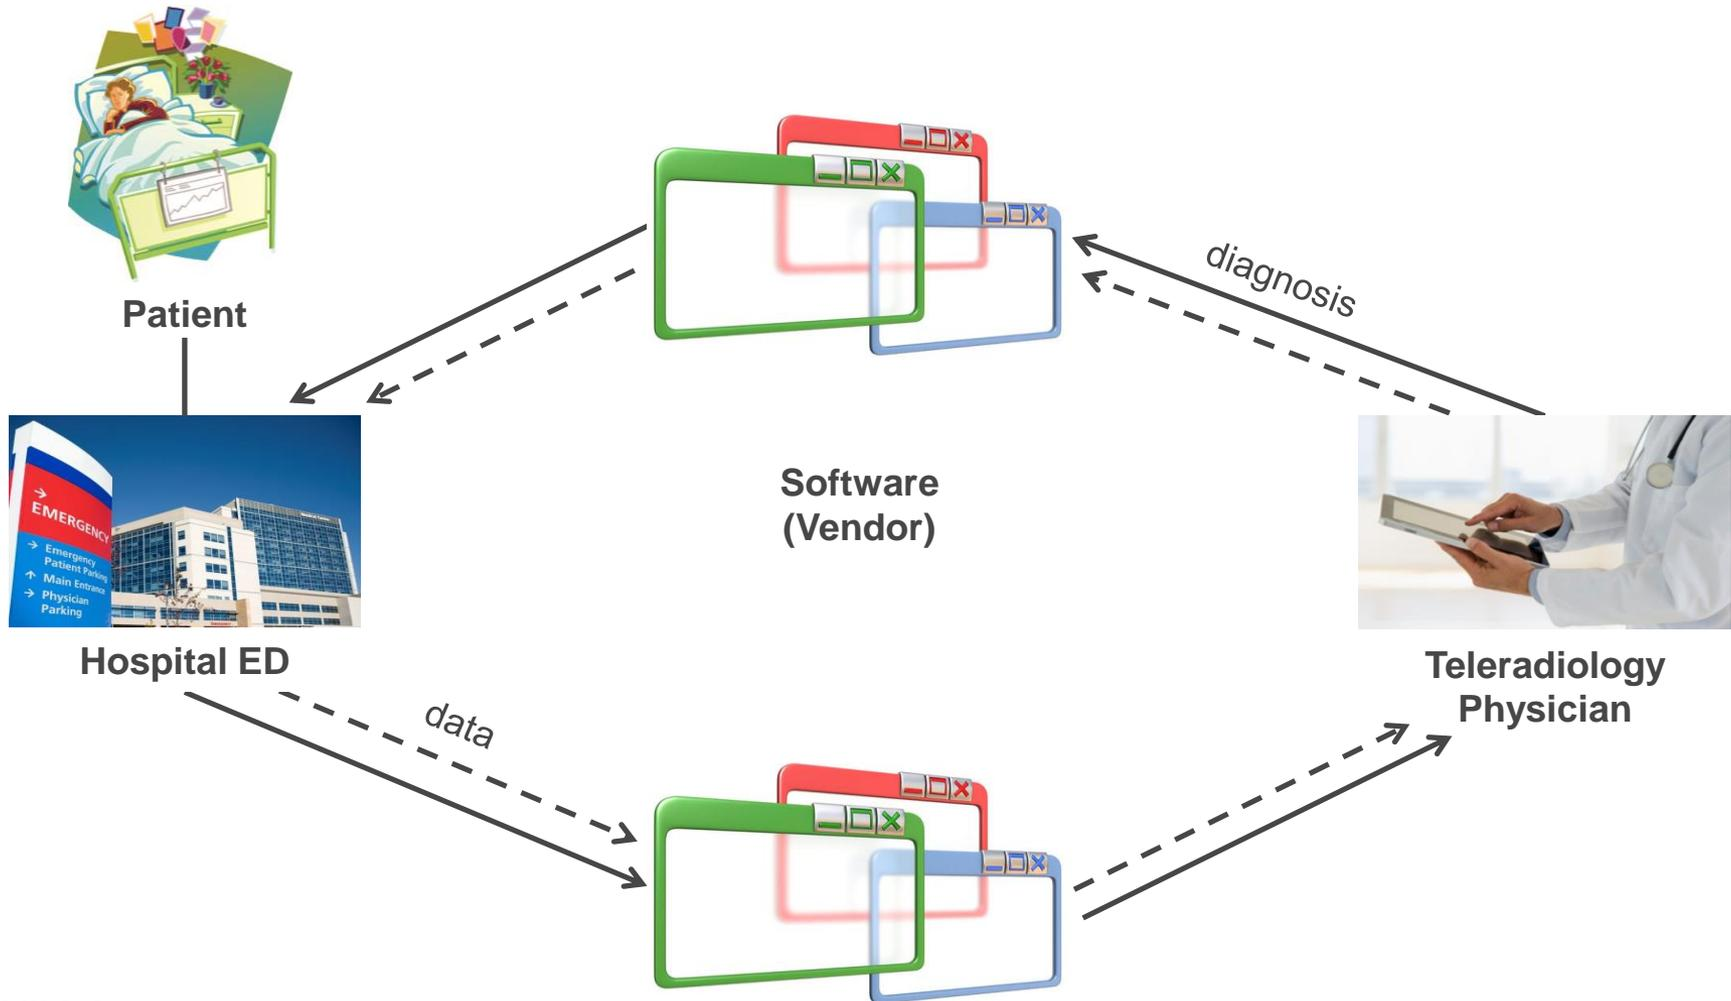 Patient
diagnosis
Software
(Vendor)
→
EMERGENCY
→ Emergency
Patient Parking
↑ Main Entrance
→ Physician
Parking
Hospital ED
Teleradiology
Physician
data